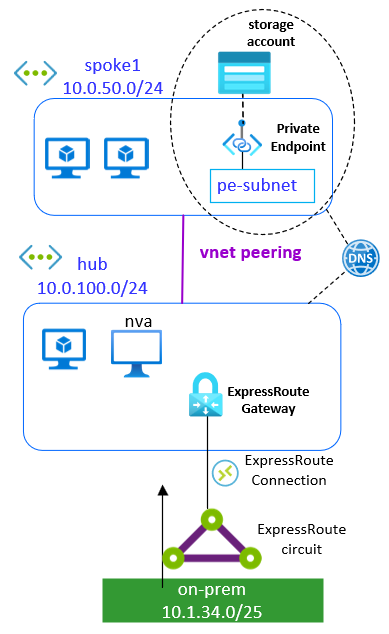 storage
account
spoke1
10.0.50.0/24
Private
Endpoint
pe-subnet
vnet peering
DNS
hub
10.0.100.0/24
nva
ExpressRoute
Gateway
ExpressRoute
Connection
ExpressRoute
circuit
on-prem
10.1.34.0/25